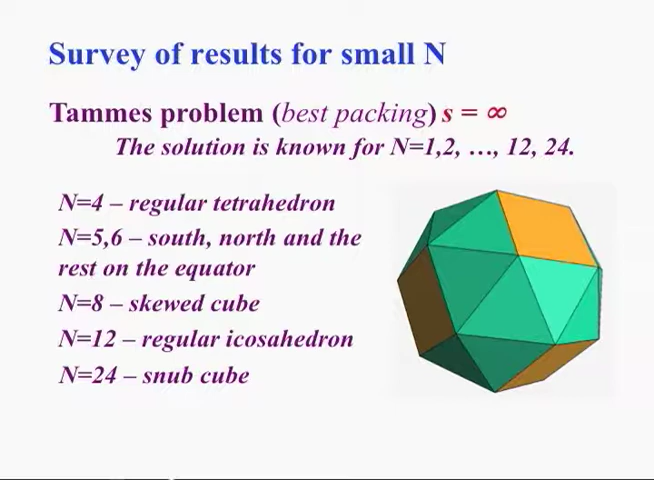 Survey of results for small N
Tammes problem (best packing) s = ∞
The solution is known for N=1,2, …, 12, 24.
N=4 – regular tetrahedron
N=5,6 – south, north and the
rest on the equator
N=8 – skewed cube
N=12 – regular icosahedron
N=24 – snub cube